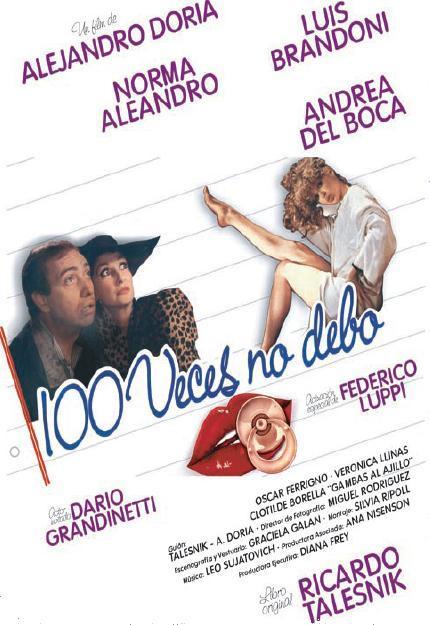 Un film de
ALEJANDRO DORIA
LUIS
BRANDONI
NORMA
ALEANDRO
ANDREA
DEL BOCA
100 Veces no debo
Actuación
especial de
FEDERICO
LUPPI
Actor
invitado
DARIO
GRANDINETTI
OSCAR FERRIGNO · VERONICA LLINAS
CLOTILDE BORELLA "GAMBAS AL AJILLO"
Guión:
TALESNIK - A. DORIA · Director de Fotografía: MIGUEL RODRIGUEZ
Escenografía y Vestuario: GRACIELA GALAN · Montaje: SILVIA RIPOLL
Música: LEO SUJATOVICH · Productora Asociada: ANA NISENSON
Productora Ejecutiva: DIANA FREY
Libro
original
RICARDO
TALESNIK